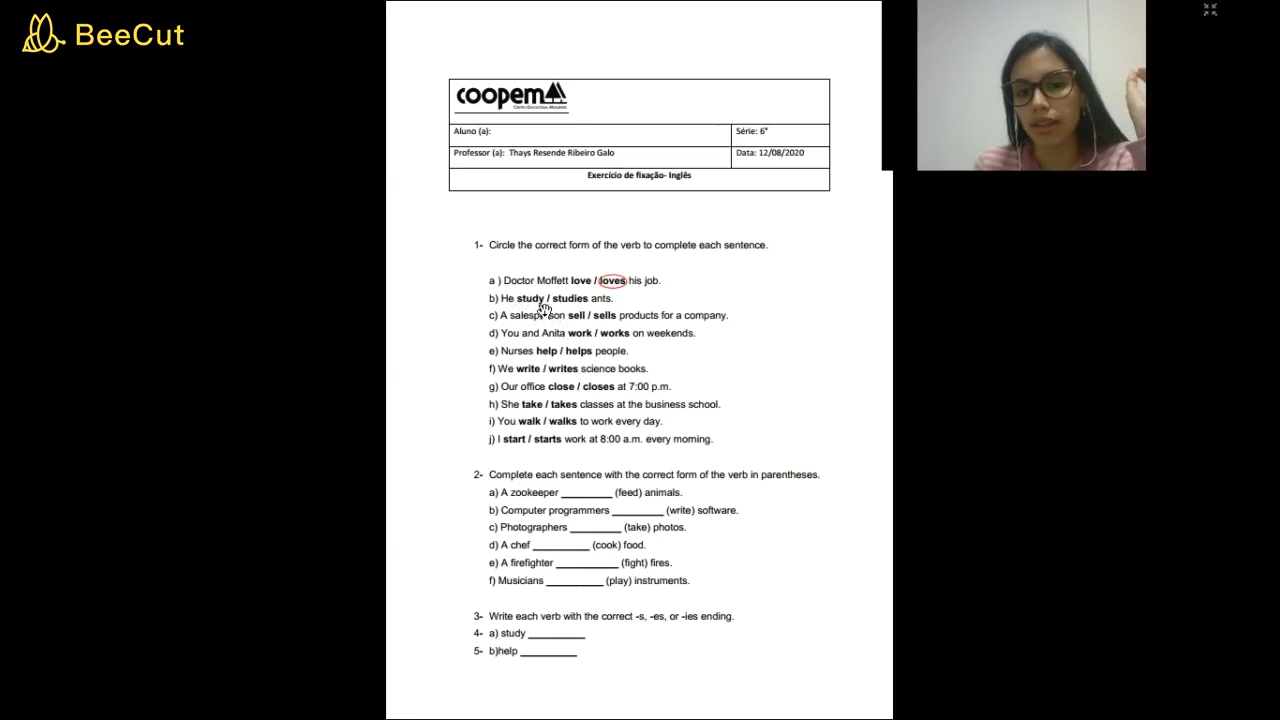 BeeCut
coopem
Aluno (a):
Série: 6°
Professor (a): Thays Resende Ribeiro Galo
Data: 12/08/2020
Exercício de fixação- Inglês
1- Circle the correct form of the verb to complete each sentence.
a ) Doctor Moffett love / loves his job.
b) He study / studies ants.
c) A salesperson sell / sells products for a company.
d) You and Anita work / works on weekends.
e) Nurses help / helps people.
f) We write / writes science books.
g) Our office close / closes at 7:00 p.m.
h) She take / takes classes at the business school.
i) You walk / walks to work every day.
j) I start / starts work at 8:00 a.m. every morning.
2- Complete each sentence with the correct form of the verb in parentheses.
a) A zookeeper _________ (feed) animals.
b) Computer programmers _________ (write) software.
c) Photographers _________ (take) photos.
d) A chef __________ (cook) food.
e) A firefighter ___________ (fight) fires.
f) Musicians __________ (play) instruments.
3- Write each verb with the correct -s, -es, or -ies ending.
4- a) study __________
5- b)help __________